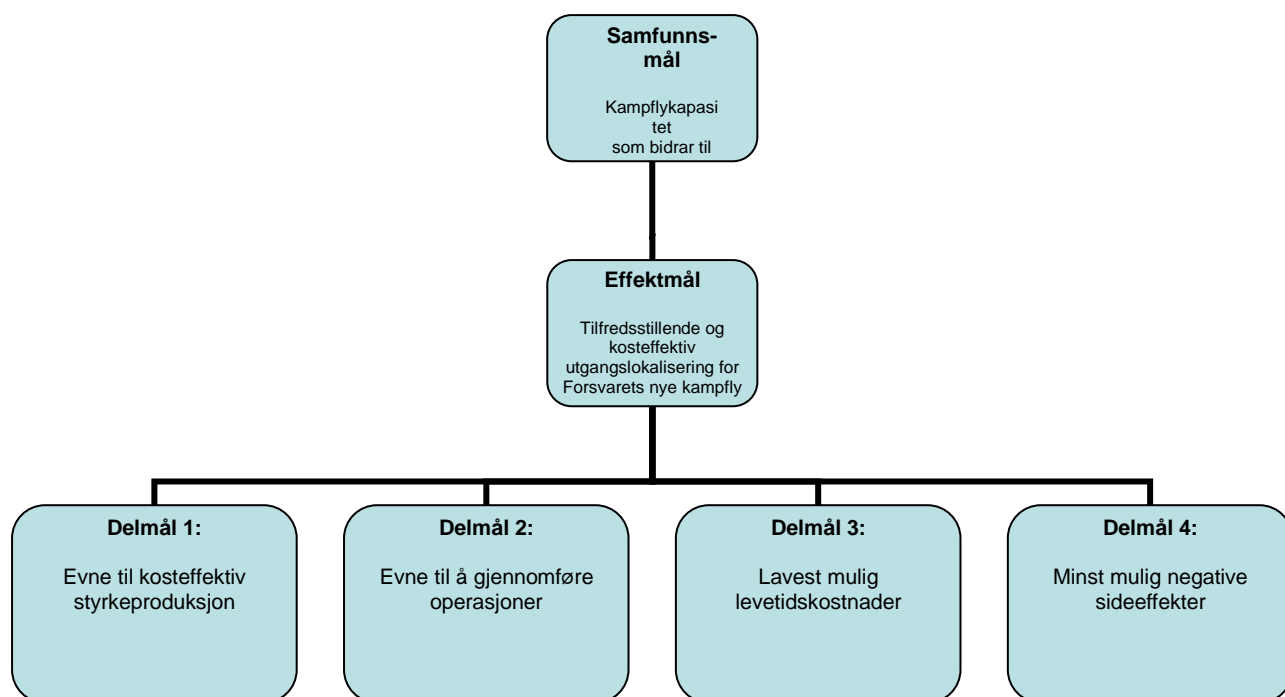 Samfunns-
mål
Kampflykapasi
tet
som bidrar til
Effektmål
Tilfredsstillende og
kosteffektiv
utgangslokalisering for
Forsvarets nye kampfly
Delmål 1:
Evne til kosteffektiv
styrkeproduksjon
Delmål 2:
Evne til å gjennomføre
operasjoner
Delmål 3:
Lavest mulig
levetidskostnader
Delmål 4:
Minst mulig negative
sideeffekter